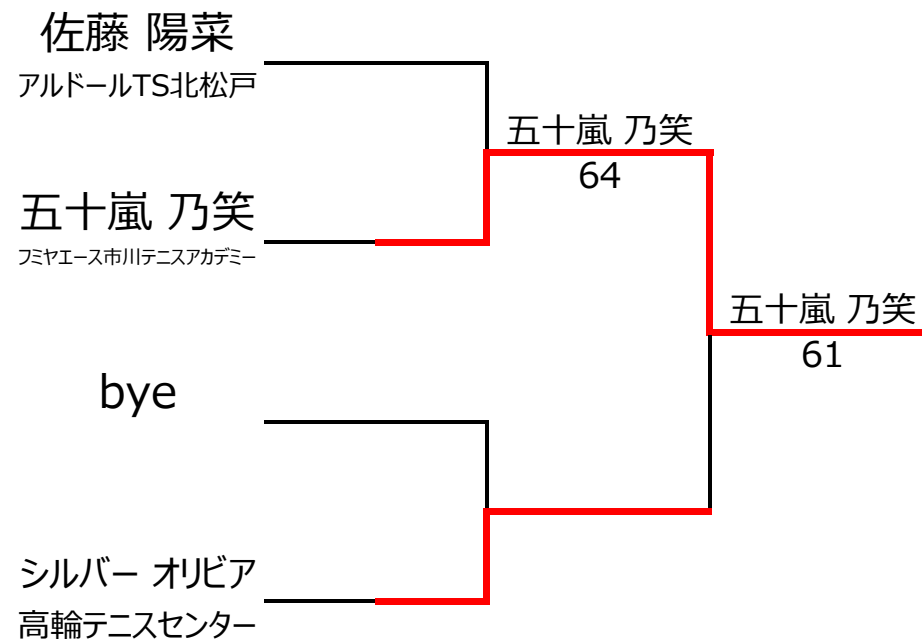 佐藤 陽菜
アルドールTS北松戸
五十嵐 乃笑
64
五十嵐 乃笑
フミヤエース市川テニスアカデミー
五十嵐 乃笑
61
bye
シルバー オリビア
高輪テニスセンター